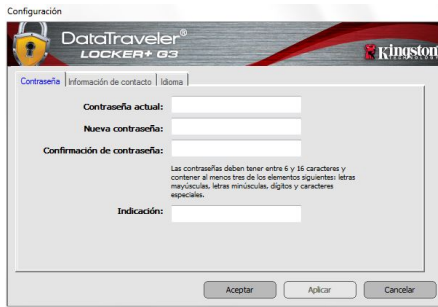 Configuración
DataTraveler®
LOCKER+ G3
Kingston
TECHNOLOGY
Contraseña
Información de contacto
Idioma
Contraseña actual:
Nueva contraseña:
Confirmación de contraseña:
Las contraseñas deben tener entre 6 y 16 caracteres y
contener al menos tres de los elementos siguientes: letras
mayúsculas, letras minúsculas, dígitos y caracteres
especiales.
Indicación:
Aceptar
Aplicar
Cancelar